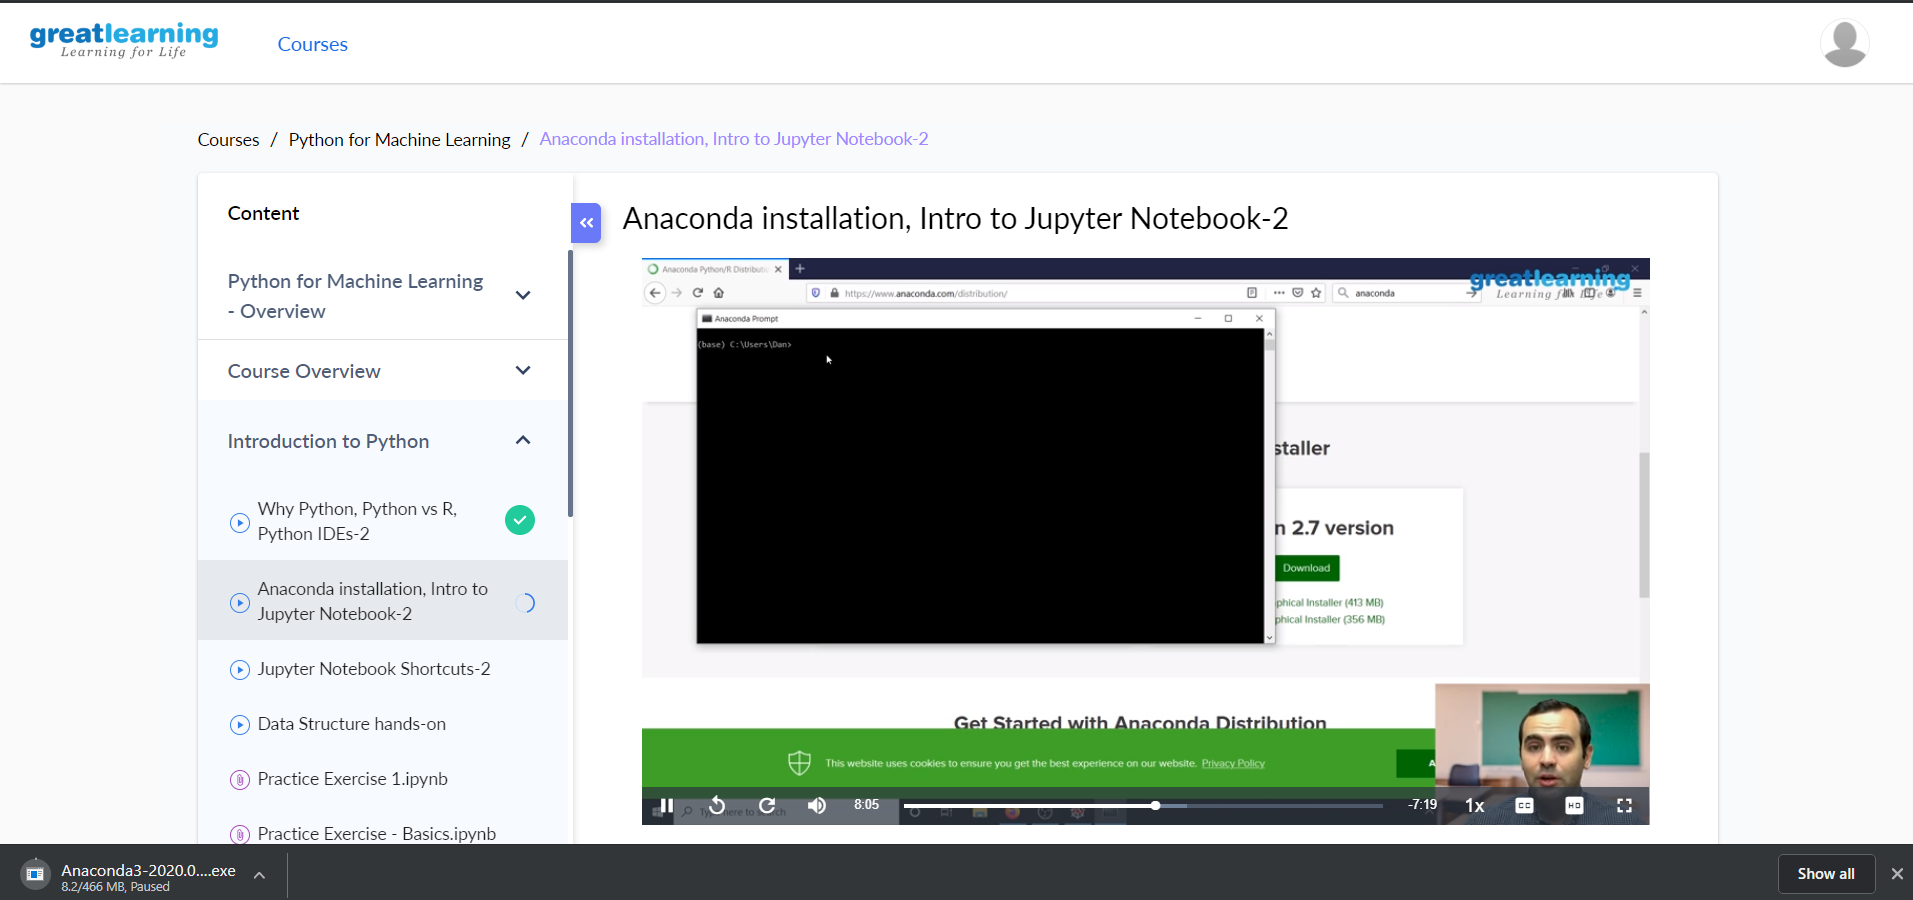 greatlearning
Learning for Life
Courses
Courses / Python for Machine Learning / Anaconda installation, Intro to Jupyter Notebook-2
Content
Python for Machine Learning
- Overview
Course Overview
Introduction to Python
Why Python, Python vs R,
Python IDEs-2
Anaconda installation, Intro to
Jupyter Notebook-2
Jupyter Notebook Shortcuts-2
Data Structure hands-on
Practice Exercise 1.ipynb
Practice Exercise - Basics.ipynb
Anaconda installation, Intro to Jupyter Notebook-2
Anaconda Python/R Distributi
https://www.anaconda.com/distribution/
anaconda
greatlearning
Learning for Life
Anaconda Prompt
(base) C:\Users\Dan>
staller
n 2.7 version
Download
phical Installer (413 MB)
phical Installer (356 MB)
Get Started with Anaconda Distribution
This website uses cookies to ensure you get the best experience on our website. Privacy Policy
A
Type here to search
8:05
-7:19
1x
CC
HD
Anaconda3-2020.0....exe
8.2/466 MB, Paused
Show all